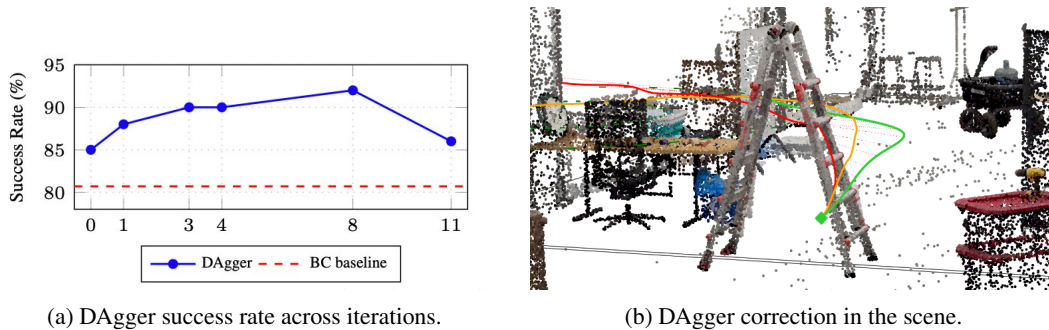 95
90
85
80
Success Rate (%)
0 1 3 4 8 11
DAgger BC baseline
(a) DAgger success rate across iterations.
(b) DAgger correction in the scene.